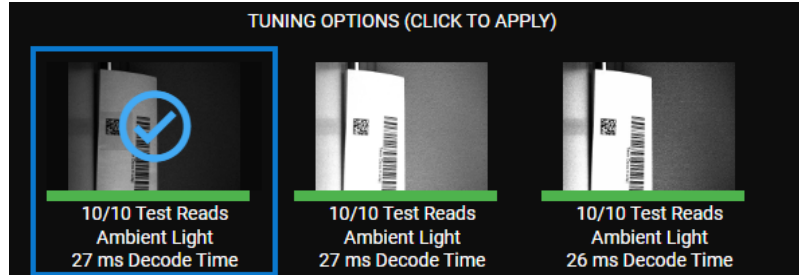 TUNING OPTIONS (CLICK TO APPLY)
10/10 Test Reads
Ambient Light
27 ms Decode Time
10/10 Test Reads
Ambient Light
27 ms Decode Time
10/10 Test Reads
Ambient Light
26 ms Decode Time